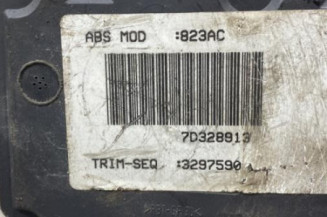 ABS MOD :823AC
7D328913
TRIM-SEQ :3297590